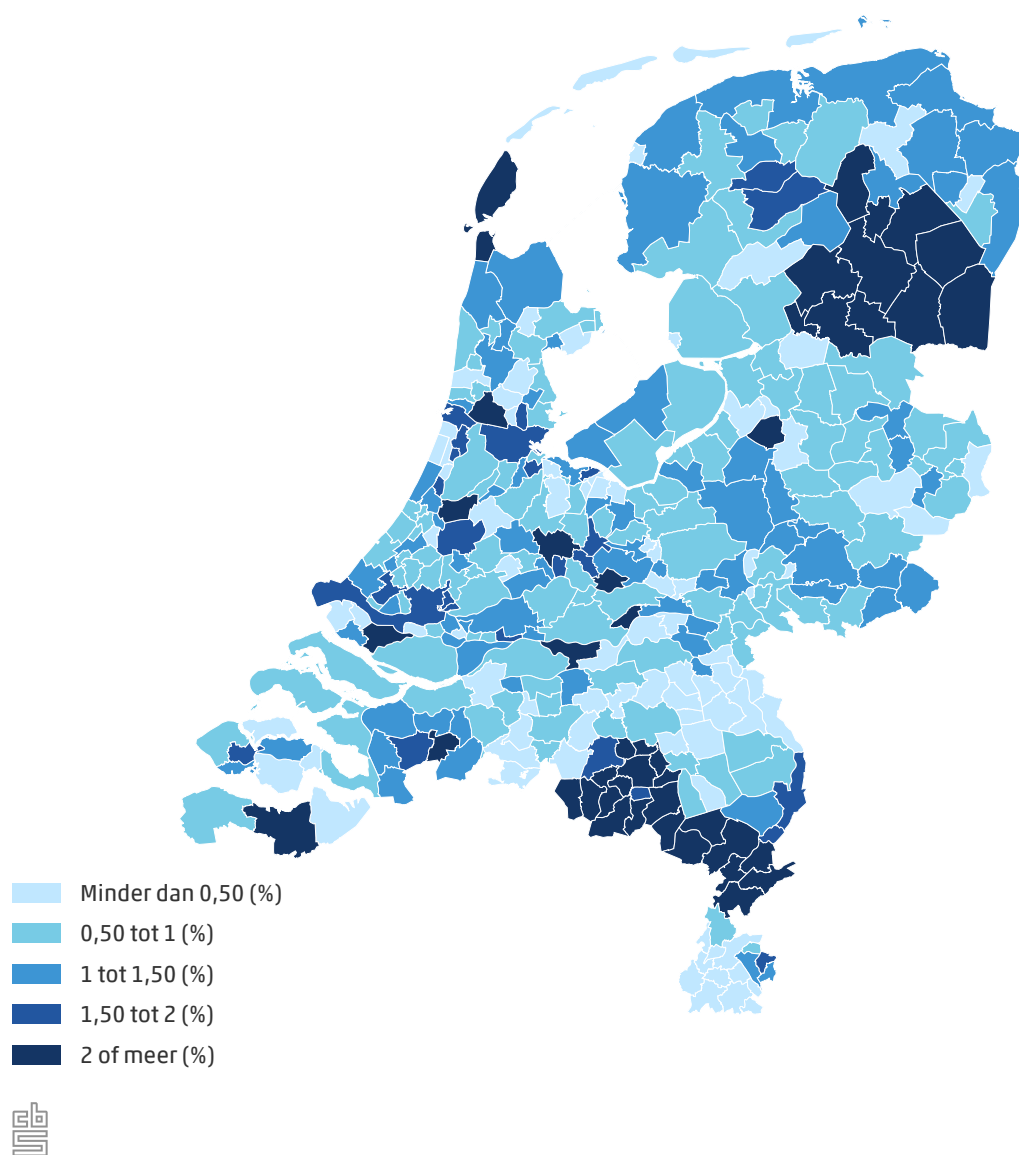 Minder dan 0,50 (%)
0,50 tot 1 (%)
1 tot 1,50 (%)
1,50 tot 2 (%)
2 of meer (%)
cbs